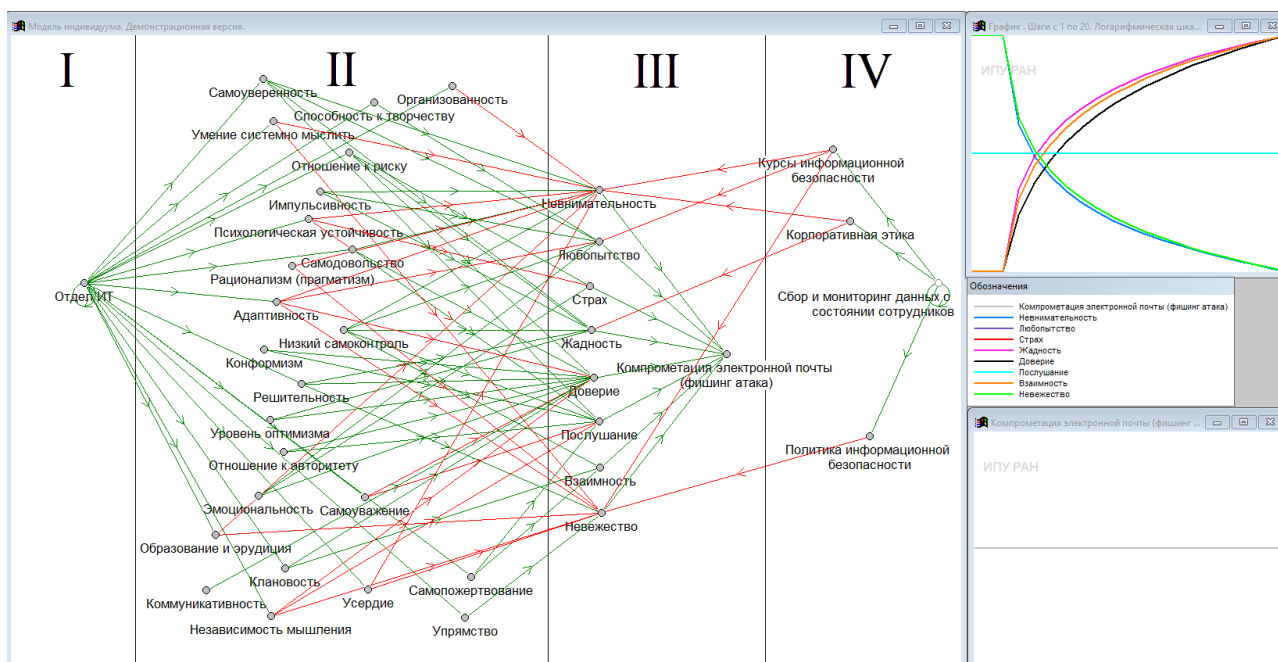 Модель индивидуума. Демонстрационная версия.
I
II
III
IV
Самоуверенность
Организованность
Способность к творчеству
Умение системно мыслить
Отношение к риску
Курсы информационной
безопасности
Импульсивность
Невнимательность
Психологическая устойчивость
Корпоративная этика
Самодовольство
Любопытство
Рационализм (прагматизм)
Отдел ИТ
Страх
Сбор и мониторинг данных о
состоянии сотрудников
Адаптивность
Низкий самоконтроль
Жадность
Конформизм
Компрометация электронной почты
(фишинг атака)
Решительность
Доверие
Уровень оптимизма
Послушание
Политика информационной
безопасности
Отношение к авторитету
Взаимность
Эмоциональность
Самоуважение
Невежество
Образование и эрудиция
Клановость
Самопожертвование
Коммуникативность
Усердие
Независимость мышления
Упрямство
График . Шаги с 1 по 20. Логарифмическая шка...
ИПУ РАН
Обозначения
Компрометация электронной почты (фишинг атака)
Невнимательность
Любопытство
Страх
Жадность
Доверие
Послушание
Взаимность
Невежество
Компрометация электронной почты (фишинг ...
ИПУ РАН